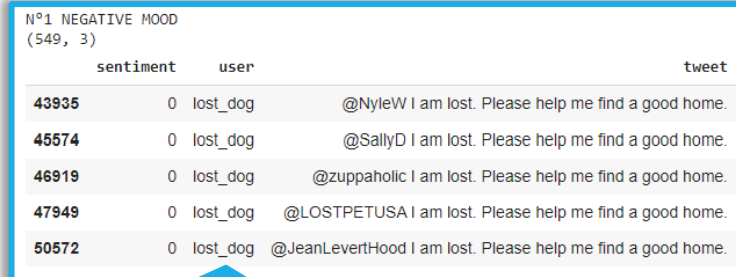 N°1 NEGATIVE MOOD
(549, 3)
sentiment user tweet
43935 0 lost_dog @NyleW I am lost. Please help me find a good home.
45574 0 lost_dog @SallyD I am lost. Please help me find a good home.
46919 0 lost_dog @zuppaholic I am lost. Please help me find a good home.
47949 0 lost_dog @LOSTPETUSA I am lost. Please help me find a good home.
50572 0 lost_dog @JeanLevertHood I am lost. Please help me find a good home.